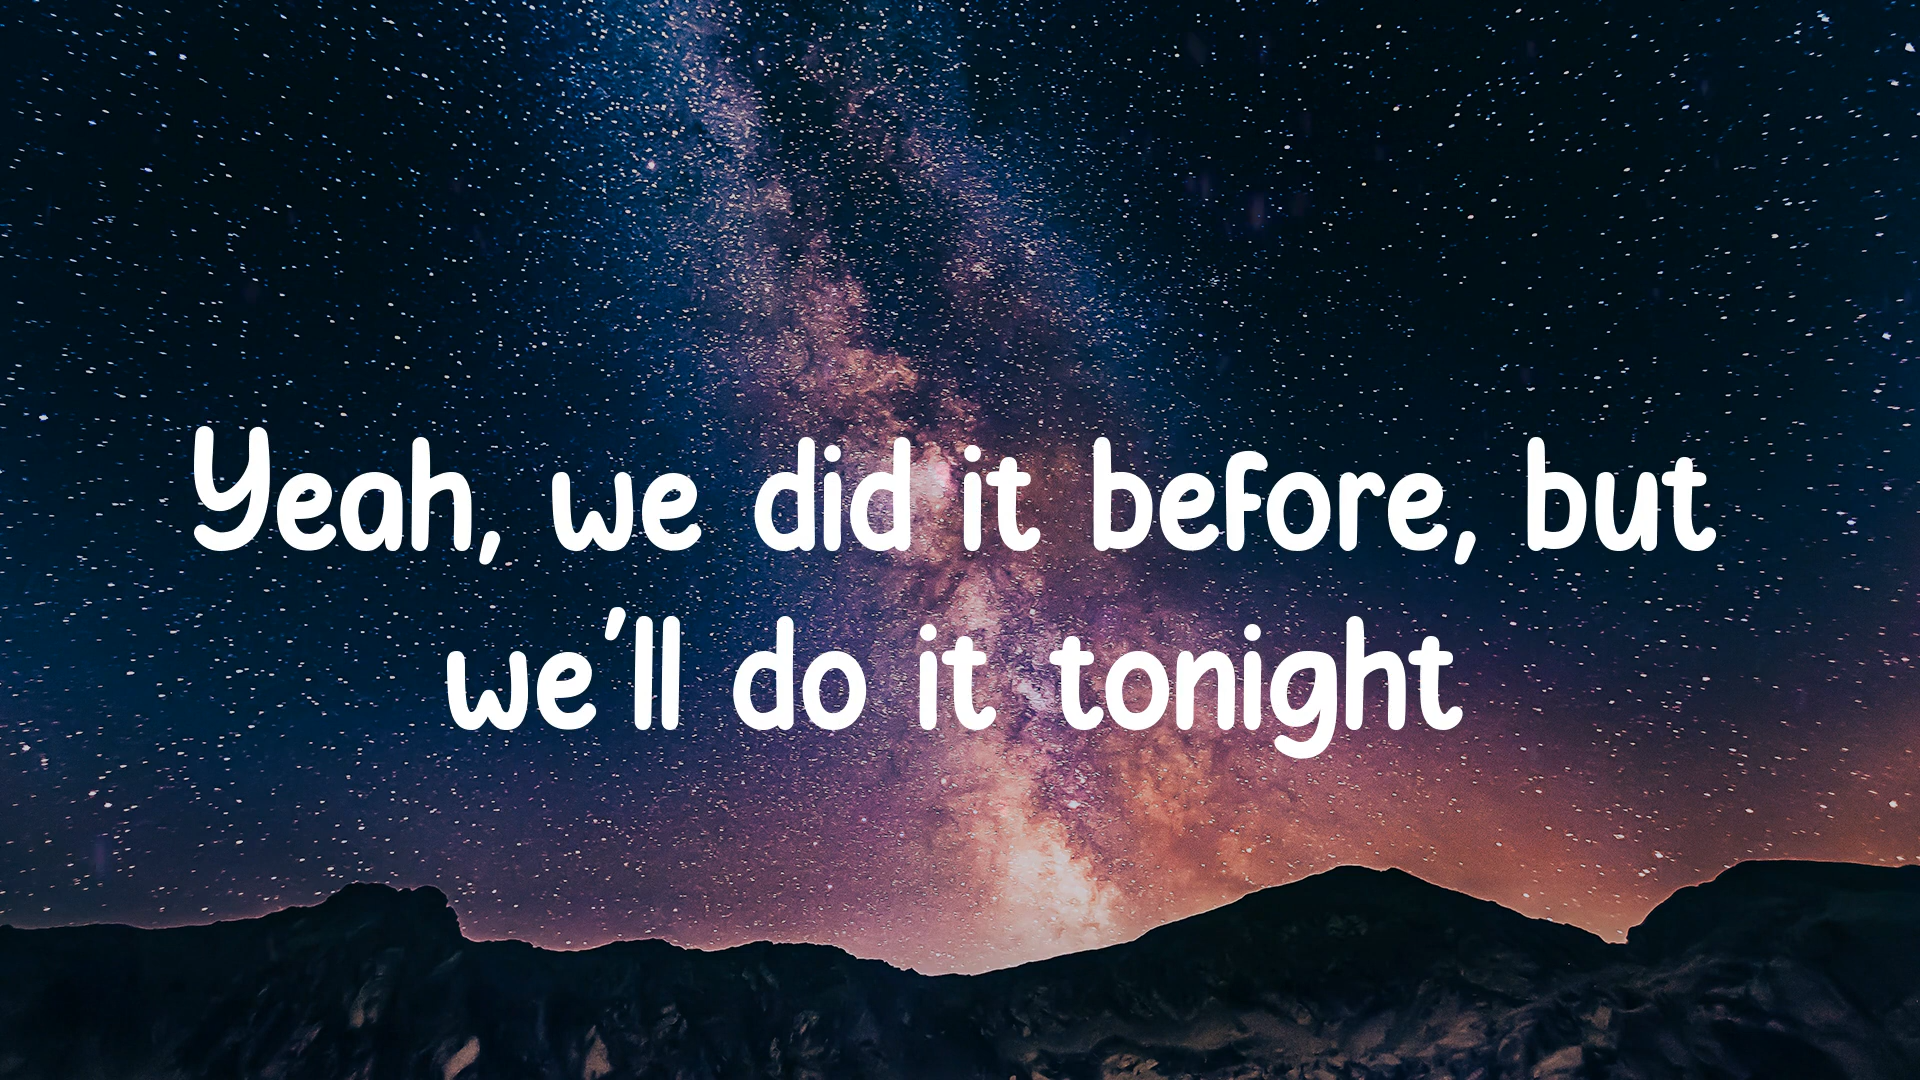 Yeah, we did it before, but
we'll do it tonight